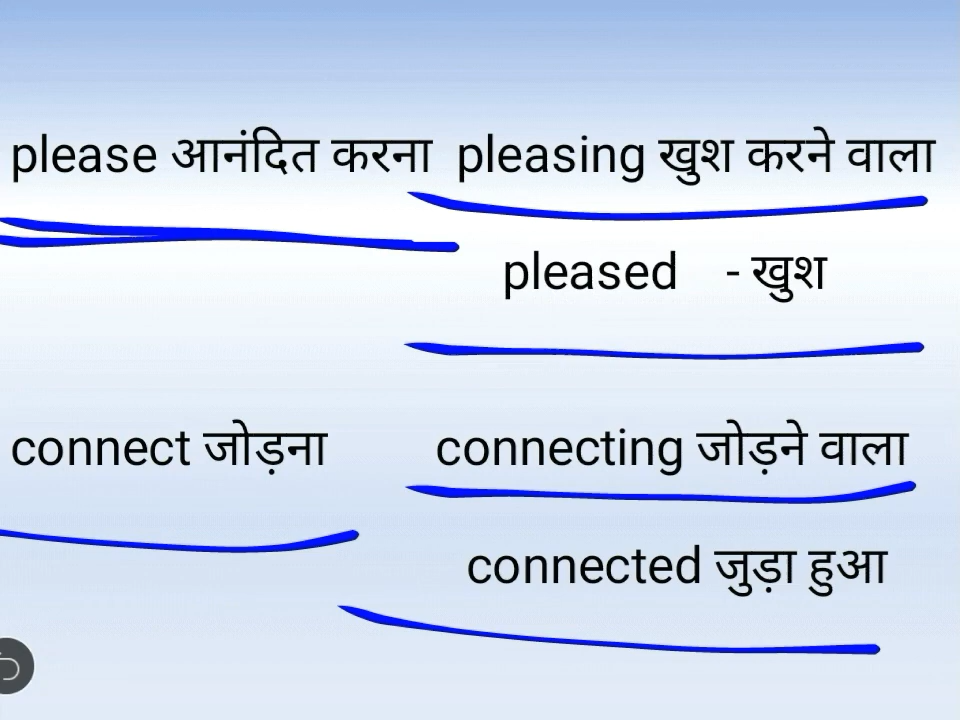 please आनंदित करना pleasing खुश करने वाला
pleased - खुश
connect जोड़ना connecting जोड़ने वाला
connected जुड़ा हुआ